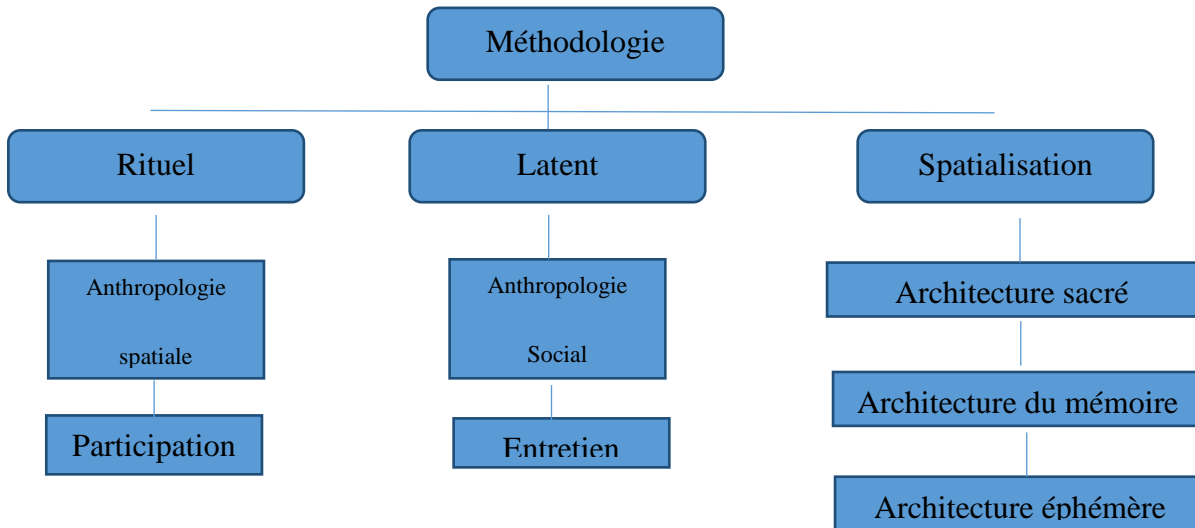 Méthodologie
Rituel
Latent
Spatialisation
Anthropologie
spatiale
Anthropologie
Social
Architecture sacré
Architecture du mémoire
Participation
Entretien
Architecture éphémère